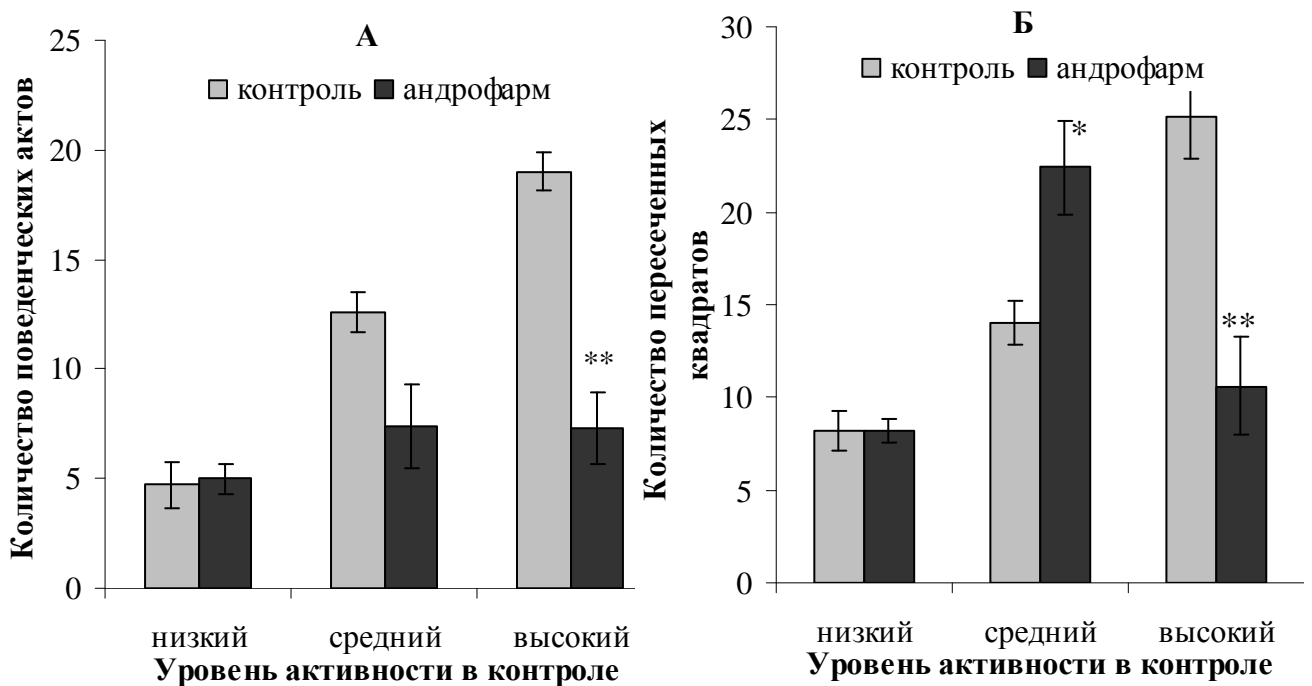 А
контроль андрофарм
Количество поведенческих актов
25
20
15
10
5
0
**
низкий средний высокий
Уровень активности в контроле
Б
контроль андрофарм
Количество пересеченных
квадратов
30
25
20
15
10
5
0
*
**
низкий средний высокий
Уровень активности в контроле